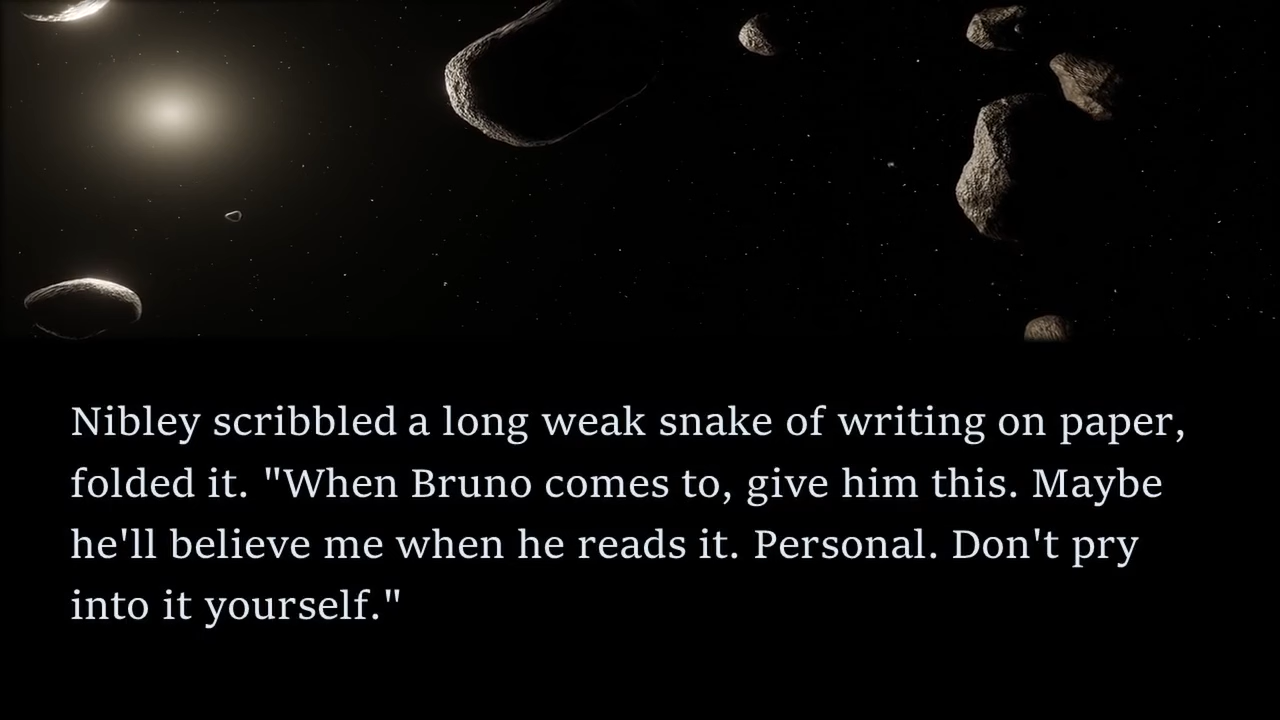 Nibley scribbled a long weak snake of writing on paper,
folded it. "When Bruno comes to, give him this. Maybe
he'll believe me when he reads it. Personal. Don't pry
into it yourself."